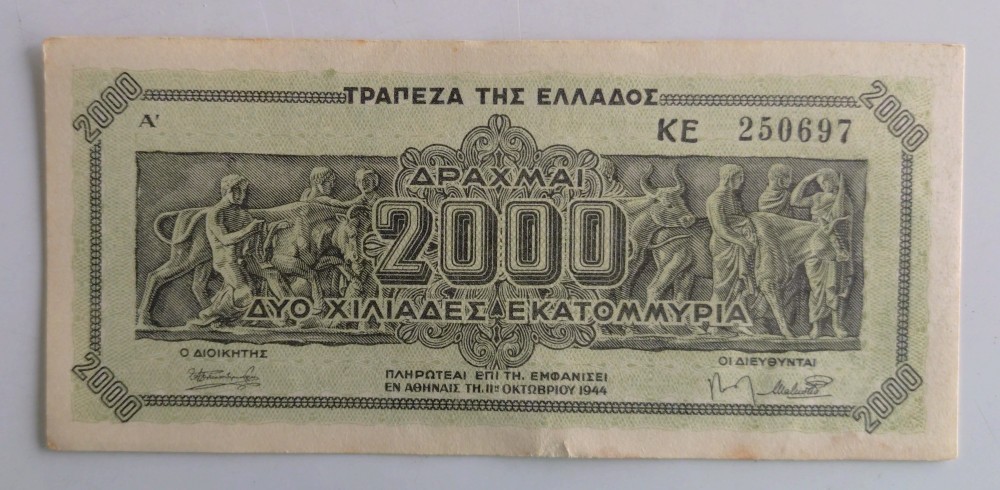 2000 ΤΡΑΠΕΖΑ ΤΗΣ ΕΛΛΑΔΟΣ 2000
Α' ΚΕ 250697
ΔΡΑΧΜΑΙ
2000
ΔΥΟ ΧΙΛΙΑΔΕΣ ΕΚΑΤΟΜΜΥΡΙΑ
Ο ΔΙΟΙΚΗΤΗΣ ΟΙ ΔΙΕΥΘΥΝΤΑΙ
ΠΛΗΡΩΤΕΑΙ ΕΠΙ ΤΗ. ΕΜΦΑΝΙΣΕΙ
ΕΝ ΑΘΗΝΑΙΣ ΤΗ. 11ῃ ΟΚΤΩΒΡΙΟΥ 1944
2000 2000